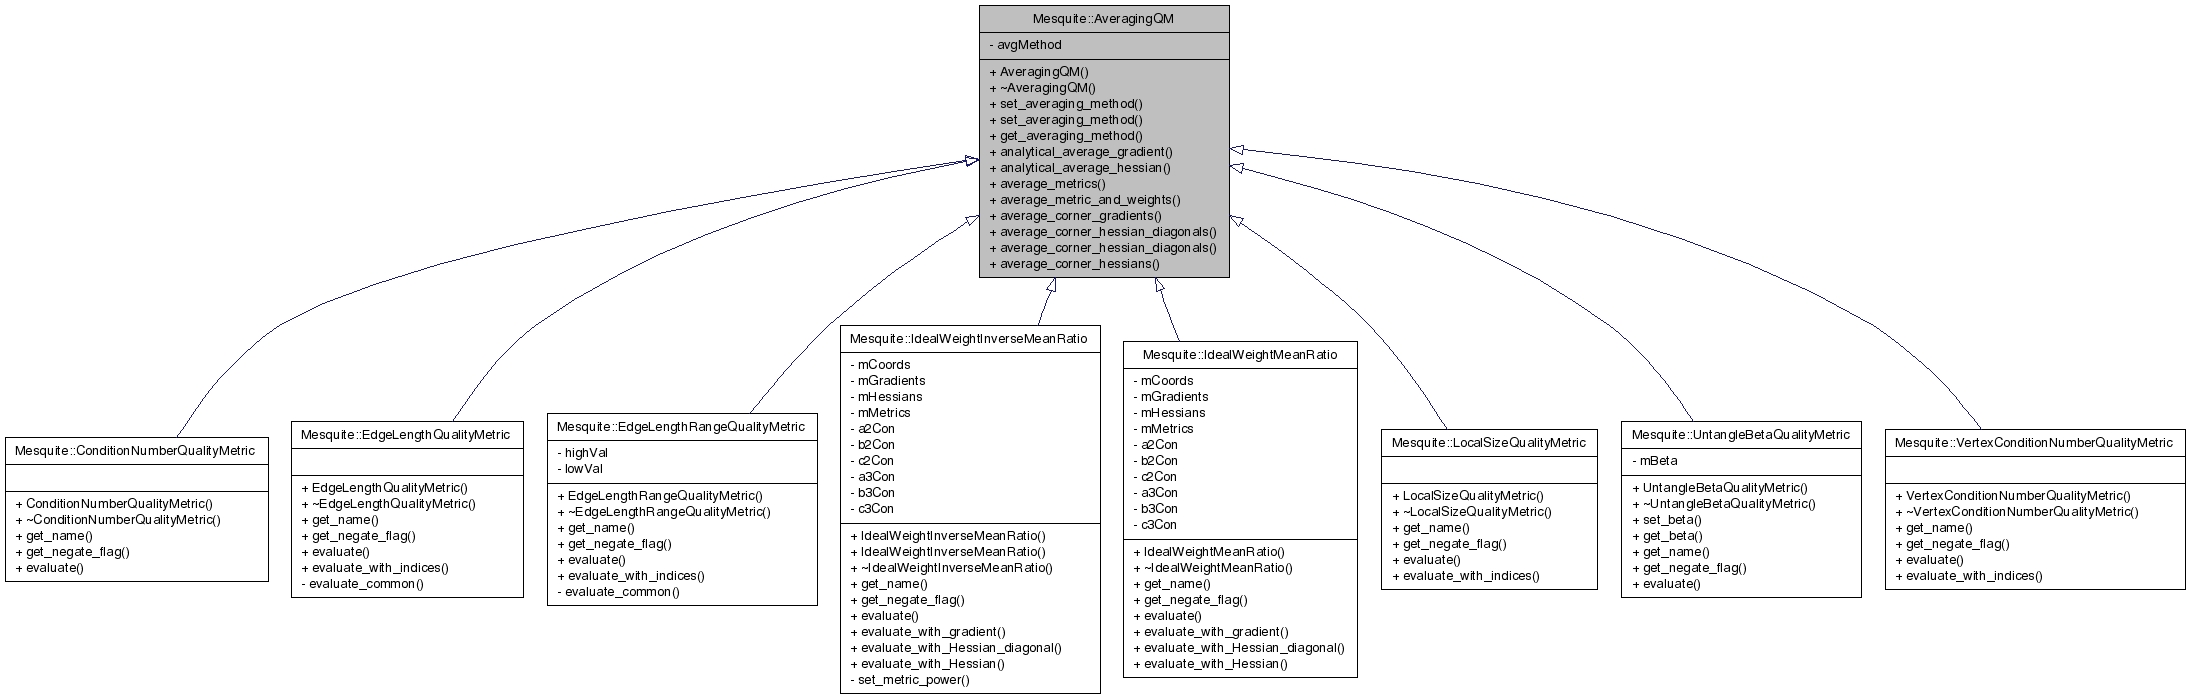 Mesquite::AveragingQM
- avgMethod
+ AveragingQM()
+ ~AveragingQM()
+ set_averaging_method()
+ set_averaging_method()
+ get_averaging_method()
+ analytical_average_gradient()
+ analytical_average_hessian()
+ average_metrics()
+ average_metric_and_weights()
+ average_corner_gradients()
+ average_corner_hessian_diagonals()
+ average_corner_hessian_diagonals()
+ average_corner_hessians()
Mesquite::ConditionNumberQualityMetric
+ ConditionNumberQualityMetric()
+ ~ConditionNumberQualityMetric()
+ get_name()
+ get_negate_flag()
+ evaluate()
Mesquite::EdgeLengthQualityMetric
+ EdgeLengthQualityMetric()
+ ~EdgeLengthQualityMetric()
+ get_name()
+ get_negate_flag()
+ evaluate()
+ evaluate_with_indices()
- evaluate_common()
Mesquite::EdgeLengthRangeQualityMetric
- highVal
- lowVal
+ EdgeLengthRangeQualityMetric()
+ ~EdgeLengthRangeQualityMetric()
+ get_name()
+ get_negate_flag()
+ evaluate()
+ evaluate_with_indices()
- evaluate_common()
Mesquite::IdealWeightInverseMeanRatio
- mCoords
- mGradients
- mHessians
- mMetrics
- a2Con
- b2Con
- c2Con
- a3Con
- b3Con
- c3Con
+ IdealWeightInverseMeanRatio()
+ IdealWeightInverseMeanRatio()
+ ~IdealWeightInverseMeanRatio()
+ get_name()
+ get_negate_flag()
+ evaluate()
+ evaluate_with_gradient()
+ evaluate_with_Hessian_diagonal()
+ evaluate_with_Hessian()
- set_metric_power()
Mesquite::IdealWeightMeanRatio
- mCoords
- mGradients
- mHessians
- mMetrics
- a2Con
- b2Con
- c2Con
- a3Con
- b3Con
- c3Con
+ IdealWeightMeanRatio()
+ ~IdealWeightMeanRatio()
+ get_name()
+ get_negate_flag()
+ evaluate()
+ evaluate_with_gradient()
+ evaluate_with_Hessian_diagonal()
+ evaluate_with_Hessian()
Mesquite::LocalSizeQualityMetric
+ LocalSizeQualityMetric()
+ ~LocalSizeQualityMetric()
+ get_name()
+ get_negate_flag()
+ evaluate()
+ evaluate_with_indices()
Mesquite::UntangleBetaQualityMetric
- mBeta
+ UntangleBetaQualityMetric()
+ ~UntangleBetaQualityMetric()
+ set_beta()
+ get_beta()
+ get_name()
+ get_negate_flag()
+ evaluate()
Mesquite::VertexConditionNumberQualityMetric
+ VertexConditionNumberQualityMetric()
+ ~VertexConditionNumberQualityMetric()
+ get_name()
+ get_negate_flag()
+ evaluate()
+ evaluate_with_indices()